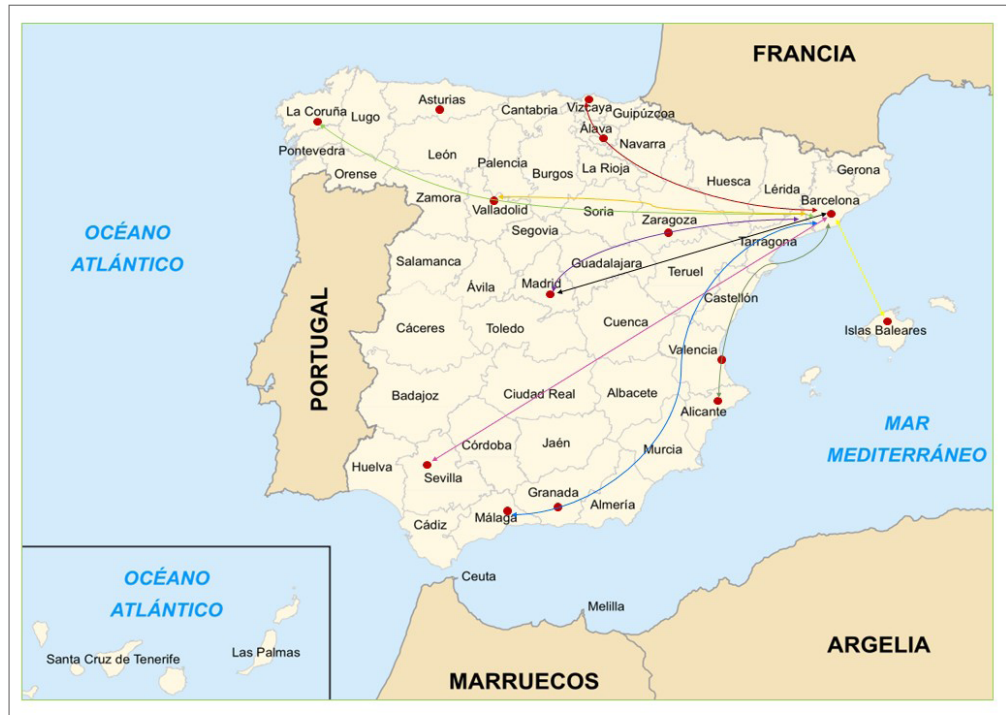 FRANCIA
La Coruña
Lugo
Asturias
Cantabria
Vizcaya
Guipúzcoa
Álava
Navarra
Pontevedra
Orense
León
Palencia
Burgos
La Rioja
Huesca
Lérida
Gerona
Barcelona
Zamora
Valladolid
Soria
Zaragoza
Tarragona
OCÉANO
ATLÁNTICO
Segovia
Salamanca
Ávila
Madrid
Guadalajara
Teruel
Castellón
Cáceres
Toledo
Cuenca
Valencia
Islas Baleares
PORTUGAL
Badajoz
Ciudad Real
Albacete
Alicante
MAR
MEDITERRÁNEO
Huelva
Sevilla
Córdoba
Jaén
Murcia
Granada
Almería
Málaga
Cádiz
Ceuta
Melilla
OCÉANO
ATLÁNTICO
Santa Cruz de Tenerife
Las Palmas
MARRUECOS
ARGELIA